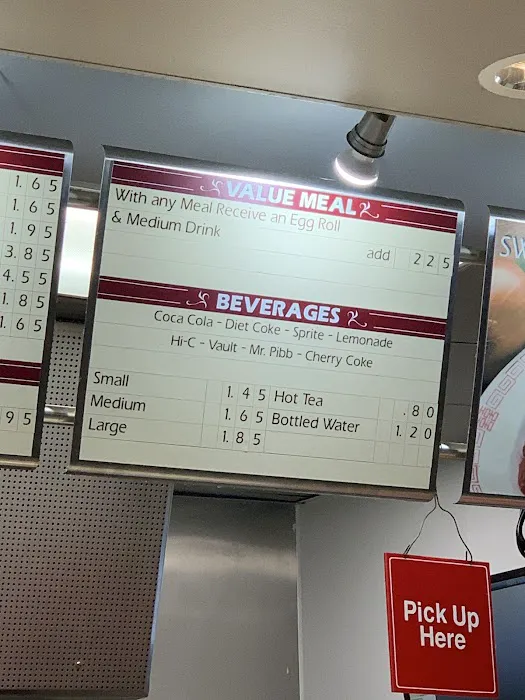 1.65
1.65
1.95
3.85
4.55
1.85
1.65
95
VALUE MEAL
With any Meal Receive an Egg Roll
& Medium Drink
add 225
BEVERAGES
Coca Cola - Diet Coke - Sprite - Lemonade
Hi-C - Vault - Mr. Pibb - Cherry Coke
Small 1.45 Hot Tea .80
Medium 1.65 Bottled Water 1.20
Large 1.85
SW
Pick Up
Here